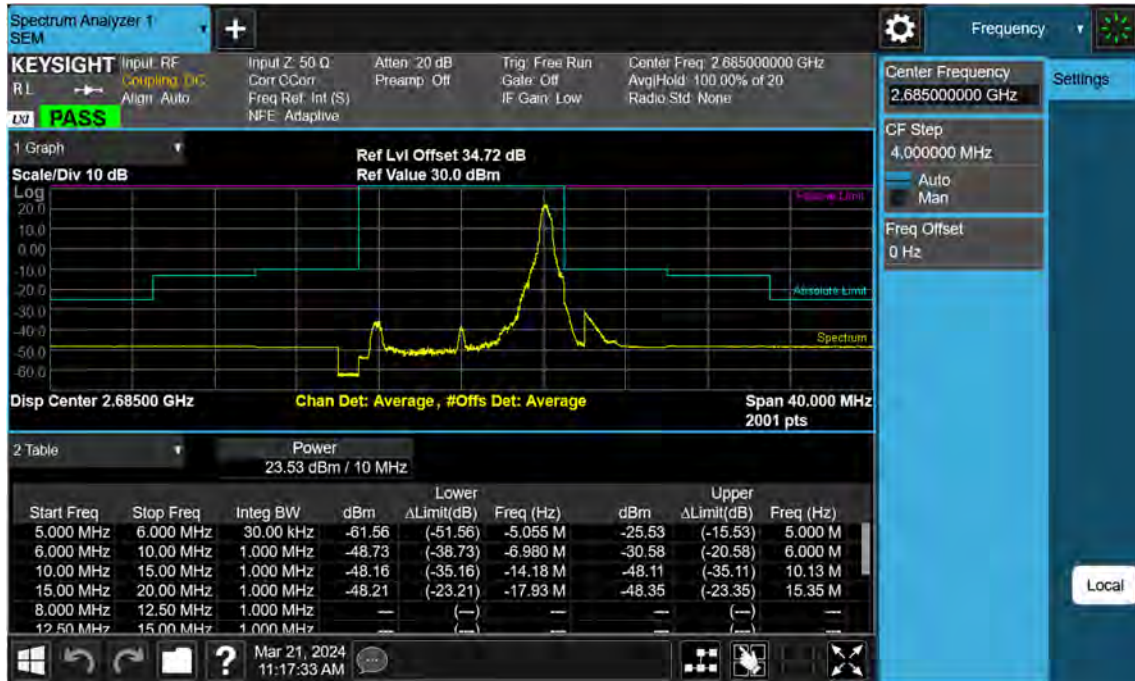 Spectrum Analyzer 1
SEM
Frequency
KEYSIGHT
R L
LXI
PASS
Input: RF
Coupling: DC
Align: Auto
Input Z: 50 Ω
Corr CCorr
Freq Ref: Int (S)
NFE: Adaptive
Atten: 20 dB
Preamp: Off
Trig: Free Run
Gate: Off
IF Gain: Low
Center Freq: 2.685000000 GHz
Avg|Hold: 100.00% of 20
Radio Std: None
Center Frequency
2.685000000 GHz
Settings
CF Step
4.000000 MHz
Auto
Man
Freq Offset
0 Hz
1 Graph
Scale/Div 10 dB
Ref Lvl Offset 34.72 dB
Ref Value 30.0 dBm
Log
20.0
10.0
0.00
-10.0
-20.0
-30.0
-40.0
-50.0
-60.0
Relative Limit
Absolute Limit
Spectrum
Disp Center 2.68500 GHz
Chan Det: Average, #Offs Det: Average
Span 40.000 MHz
2001 pts
2 Table
Power
23.53 dBm / 10 MHz
Lower Upper
Start Freq Stop Freq Integ BW dBm ΔLimit(dB) Freq (Hz) dBm ΔLimit(dB) Freq (Hz)
5.000 MHz 6.000 MHz 30.00 kHz -61.56 (-51.56) -5.055 M -25.53 (-15.53) 5.000 M
6.000 MHz 10.00 MHz 1.000 MHz -48.73 (-38.73) -6.980 M -30.58 (-20.58) 6.000 M
10.00 MHz 15.00 MHz 1.000 MHz -48.16 (-35.16) -14.18 M -48.11 (-35.11) 10.13 M
15.00 MHz 20.00 MHz 1.000 MHz -48.21 (-23.21) -17.93 M -48.35 (-23.35) 15.35 M
8.000 MHz 12.50 MHz 1.000 MHz --- (---) --- --- (---) ---
12.50 MHz 15.00 MHz 1.000 MHz --- (---) --- --- (---) ---
Local
?
Mar 21, 2024
11:17:33 AM